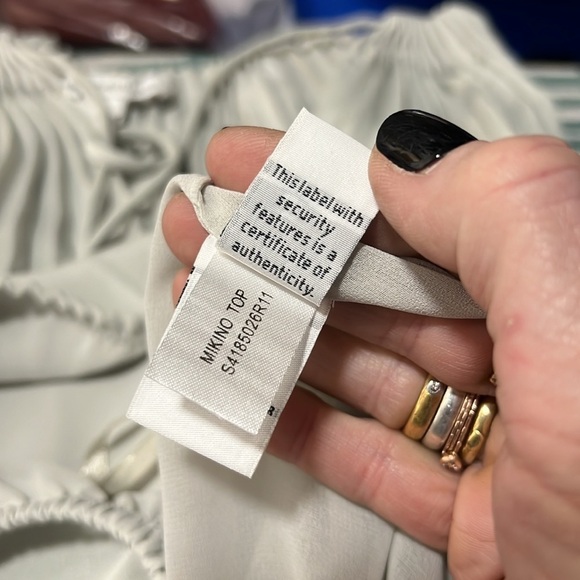 This label with
security
features is a
certificate of
authenticity.
MIKINO TOP
S4185026R11